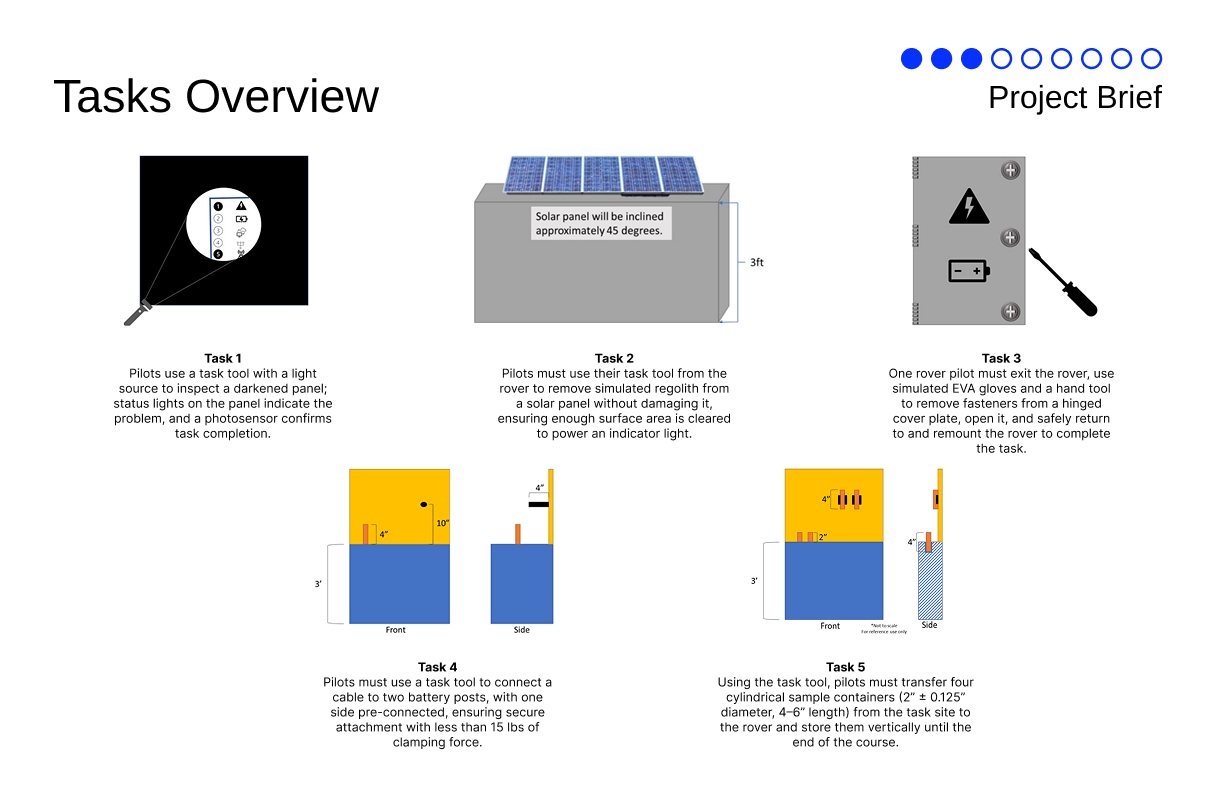 Tasks Overview
Project Brief
1
2
3
4
5
Solar panel will be inclined
approximately 45 degrees.
3ft
Task 1
Pilots use a task tool with a light
source to inspect a darkened panel;
status lights on the panel indicate the
problem, and a photosensor confirms
task completion.
Task 2
Pilots must use their task tool from the
rover to remove simulated regolith from
a solar panel without damaging it,
ensuring enough surface area is cleared
to power an indicator light.
Task 3
One rover pilot must exit the rover, use
simulated EVA gloves and a hand tool
to remove fasteners from a hinged
cover plate, open it, and safely return
to and remount the rover to complete
the task.
4”
10”
3’
Front
4”
Side
Task 4
Pilots must use a task tool to connect a
cable to two battery posts, with one
side pre-connected, ensuring secure
attachment with less than 15 lbs of
clamping force.
4”
2”
3’
Front
*Not to scale
For reference use only
4”
Side
Task 5
Using the task tool, pilots must transfer four
cylindrical sample containers (2” ± 0.125”
diameter, 4–6” length) from the task site to
the rover and store them vertically until the
end of the course.